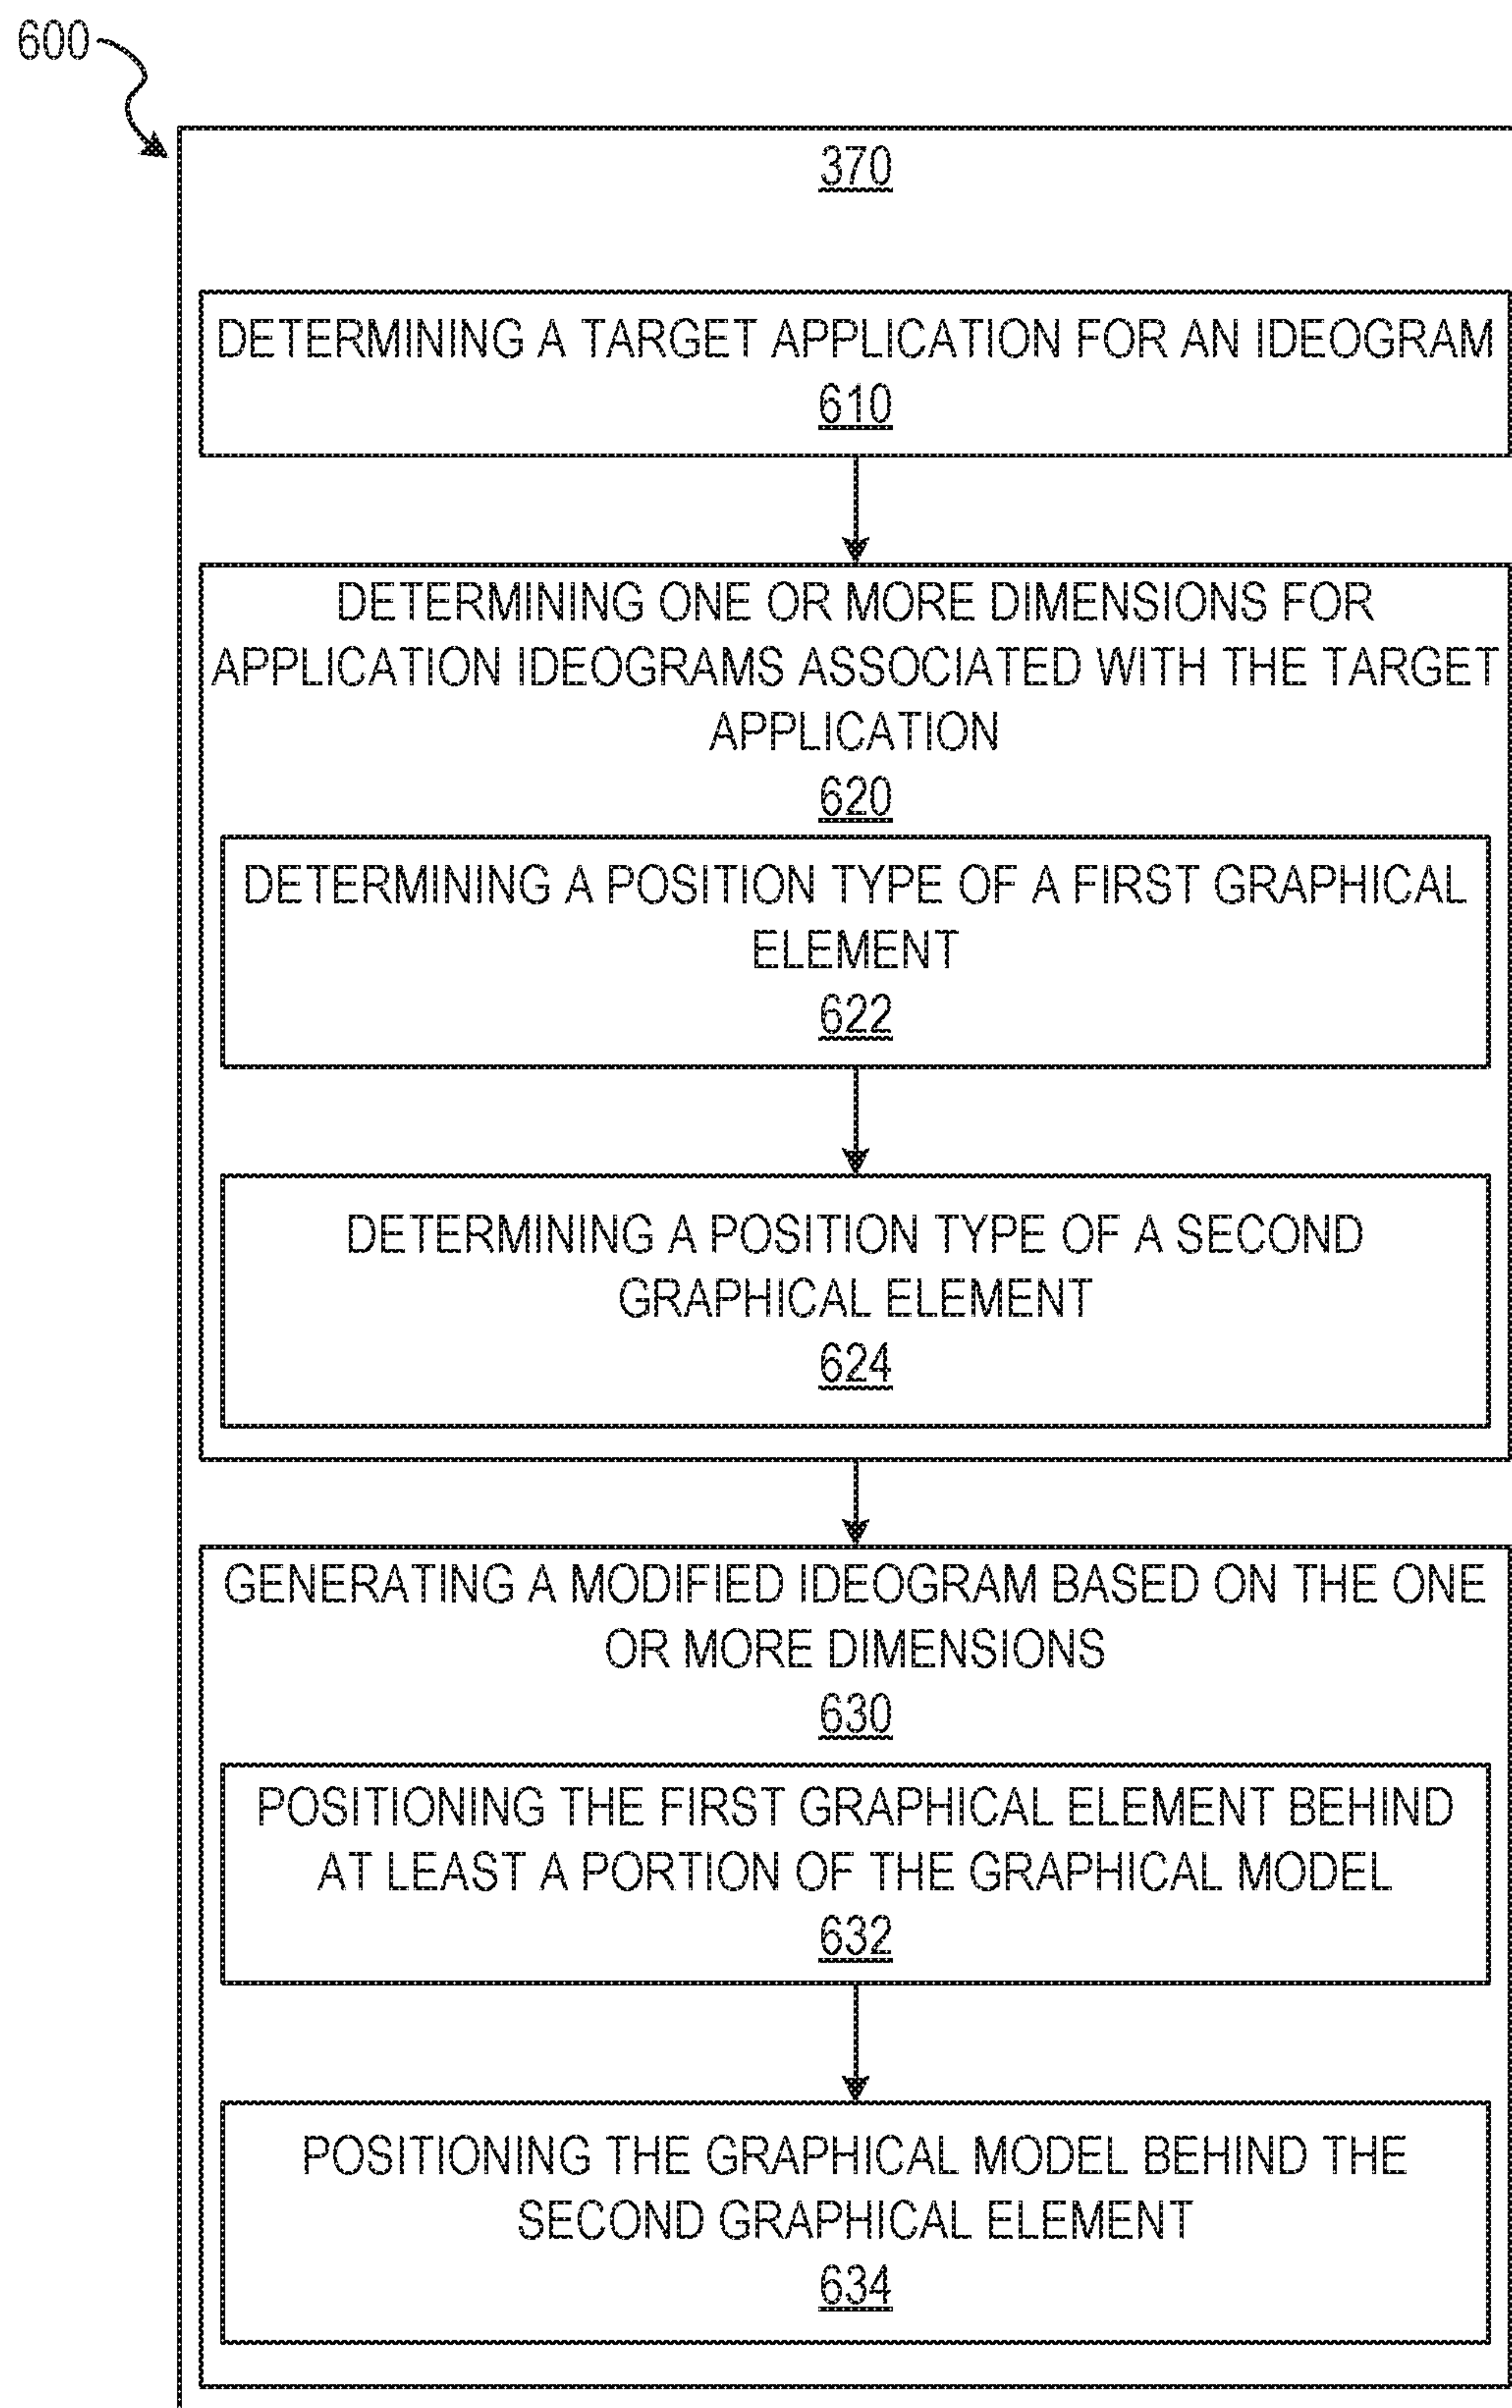 600
370
DETERMINING A TARGET APPLICATION FOR AN IDEOGRAM
610
DETERMINING ONE OR MORE DIMENSIONS FOR
APPLICATION IDEOGRAMS ASSOCIATED WITH THE TARGET
APPLICATION
620
DETERMINING A POSITION TYPE OF A FIRST GRAPHICAL
ELEMENT
622
DETERMINING A POSITION TYPE OF A SECOND
GRAPHICAL ELEMENT
624
GENERATING A MODIFIED IDEOGRAM BASED ON THE ONE
OR MORE DIMENSIONS
630
POSITIONING THE FIRST GRAPHICAL ELEMENT BEHIND
AT LEAST A PORTION OF THE GRAPHICAL MODEL
632
POSITIONING THE GRAPHICAL MODEL BEHIND THE
SECOND GRAPHICAL ELEMENT
634